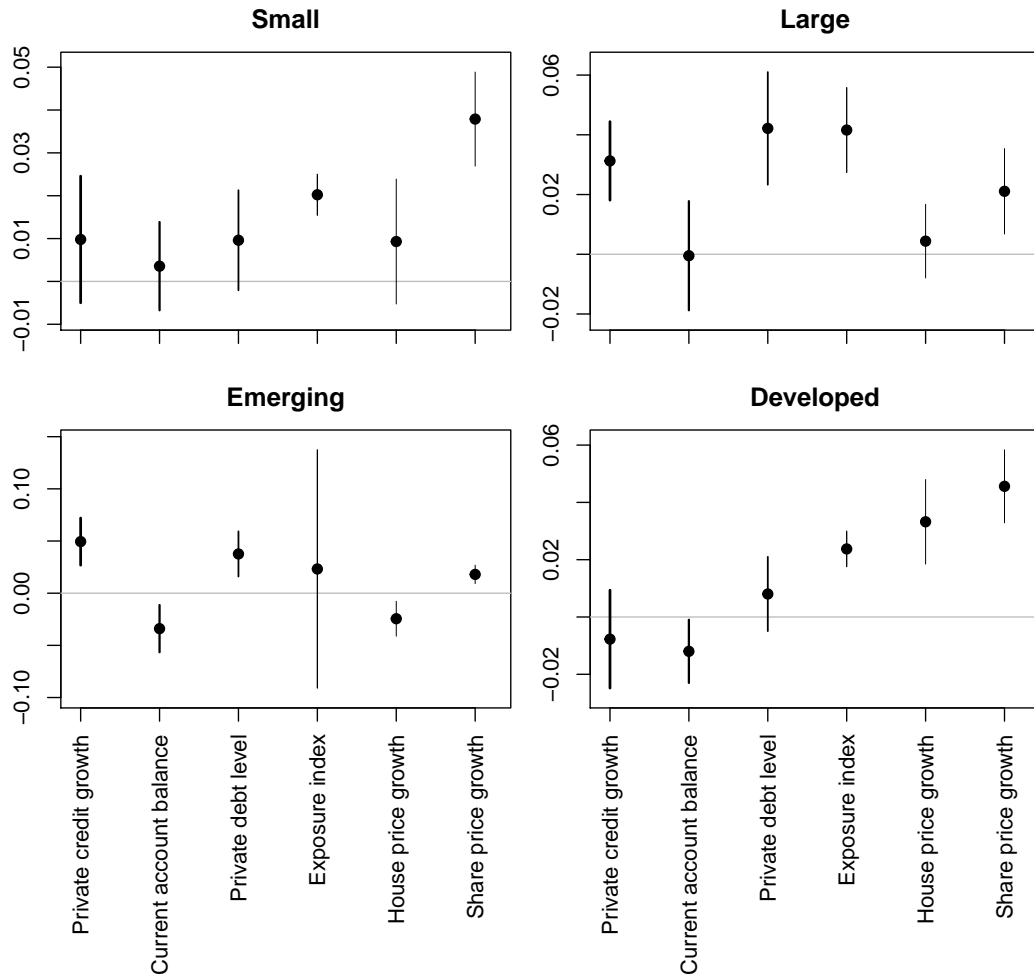 Small
Large
0.05
0.03
0.01
−0.01
0.06
0.02
−0.02
Emerging
Developed
0.10
0.00
−0.10
0.06
0.02
−0.02
Private credit growth
Current account balance
Private debt level
Exposure index
House price growth
Share price growth
Private credit growth
Current account balance
Private debt level
Exposure index
House price growth
Share price growth